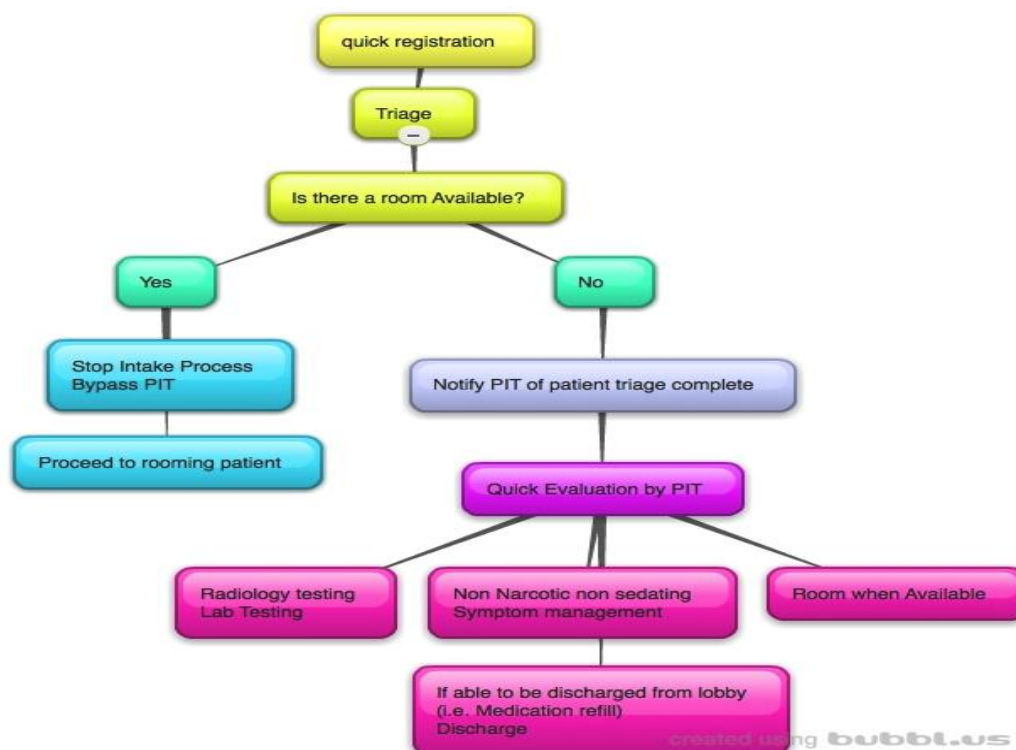 quick registration
Triage
Is there a room Available?
Yes
No
Stop Intake Process
Bypass PIT
Notify PIT of patient triage complete
Proceed to rooming patient
Quick Evaluation by PIT
Radiology testing
Lab Testing
Non Narcotic non sedating
Symptom management
Room when Available
If able to be discharged from lobby
(i.e. Medication refill)
Discharge
created using bubbl.us